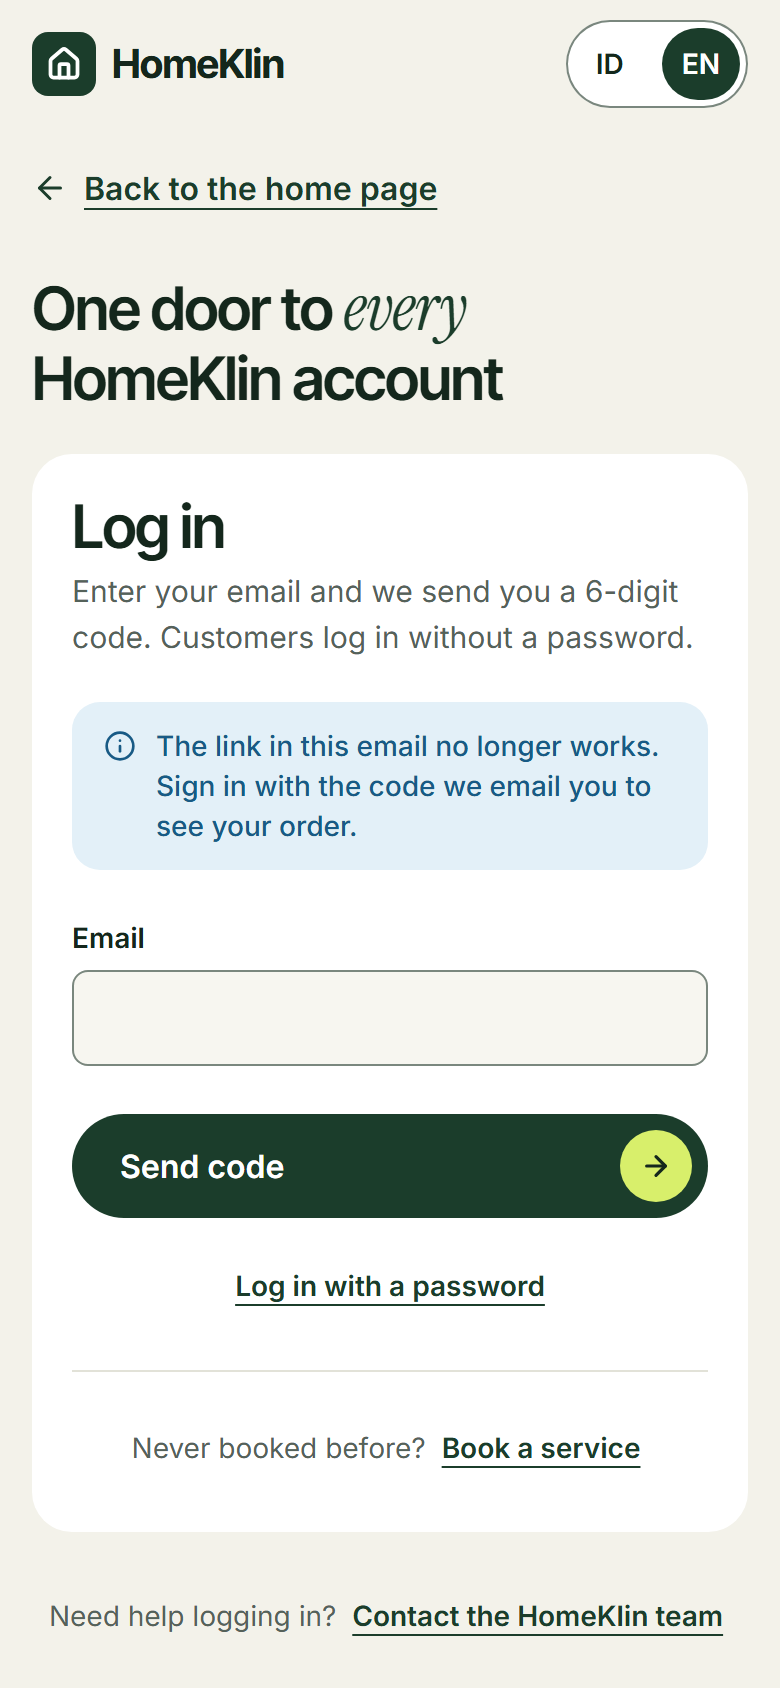 HomeKlin
ID EN
Back to the home page
One door to every
HomeKlin account
Log in
Enter your email and we send you a 6-digit
code. Customers log in without a password.
The link in this email no longer works.
Sign in with the code we email you to
see your order.
Email
Send code
Log in with a password
Never booked before? Book a service
Need help logging in? Contact the HomeKlin team